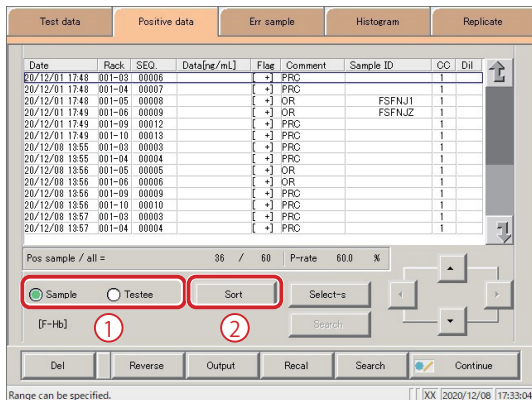 Test data Positive data Err sample Histogram Replicate
Date Rack SEQ. Data[ng/mL] Flag Comment Sample ID CC Dil
20/12/01 17:48 001-03 00006 [ +] PRC 1
20/12/01 17:48 001-04 00007 [ +] PRC 1
20/12/01 17:48 001-05 00008 [ +] OR FSFNJ1 1
20/12/01 17:49 001-06 00009 [ +] OR FSFNJZ 1
20/12/01 17:49 001-09 00012 [ +] PRC 1
20/12/01 17:49 001-10 00013 [ +] PRC 1
20/12/08 13:55 001-03 00003 [ +] PRC 1
20/12/08 13:55 001-04 00004 [ +] PRC 1
20/12/08 13:56 001-05 00005 [ +] OR 1
20/12/08 13:56 001-06 00006 [ +] OR 1
20/12/08 13:56 001-09 00009 [ +] PRC 1
20/12/08 13:56 001-10 00010 [ +] PRC 1
20/12/08 13:57 001-03 00003 [ +] PRC 1
20/12/08 13:57 001-04 00004 [ +] PRC 1
Pos sample / all = 36 / 60 P-rate 60.0 %
Sample Testee Sort Select-s
[F-Hb] 1 2 Search
Del Reverse Output Recal Search Continue
Range can be specified. XX 2020/12/08 17:33:04